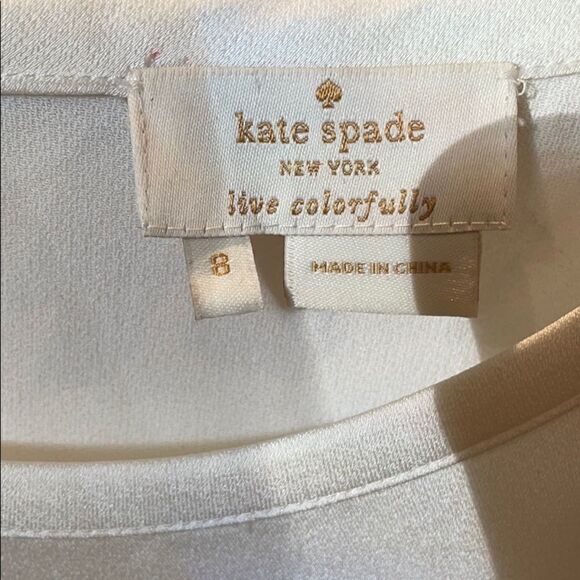 kate spade
NEW YORK
live colorfully
8
MADE IN CHINA